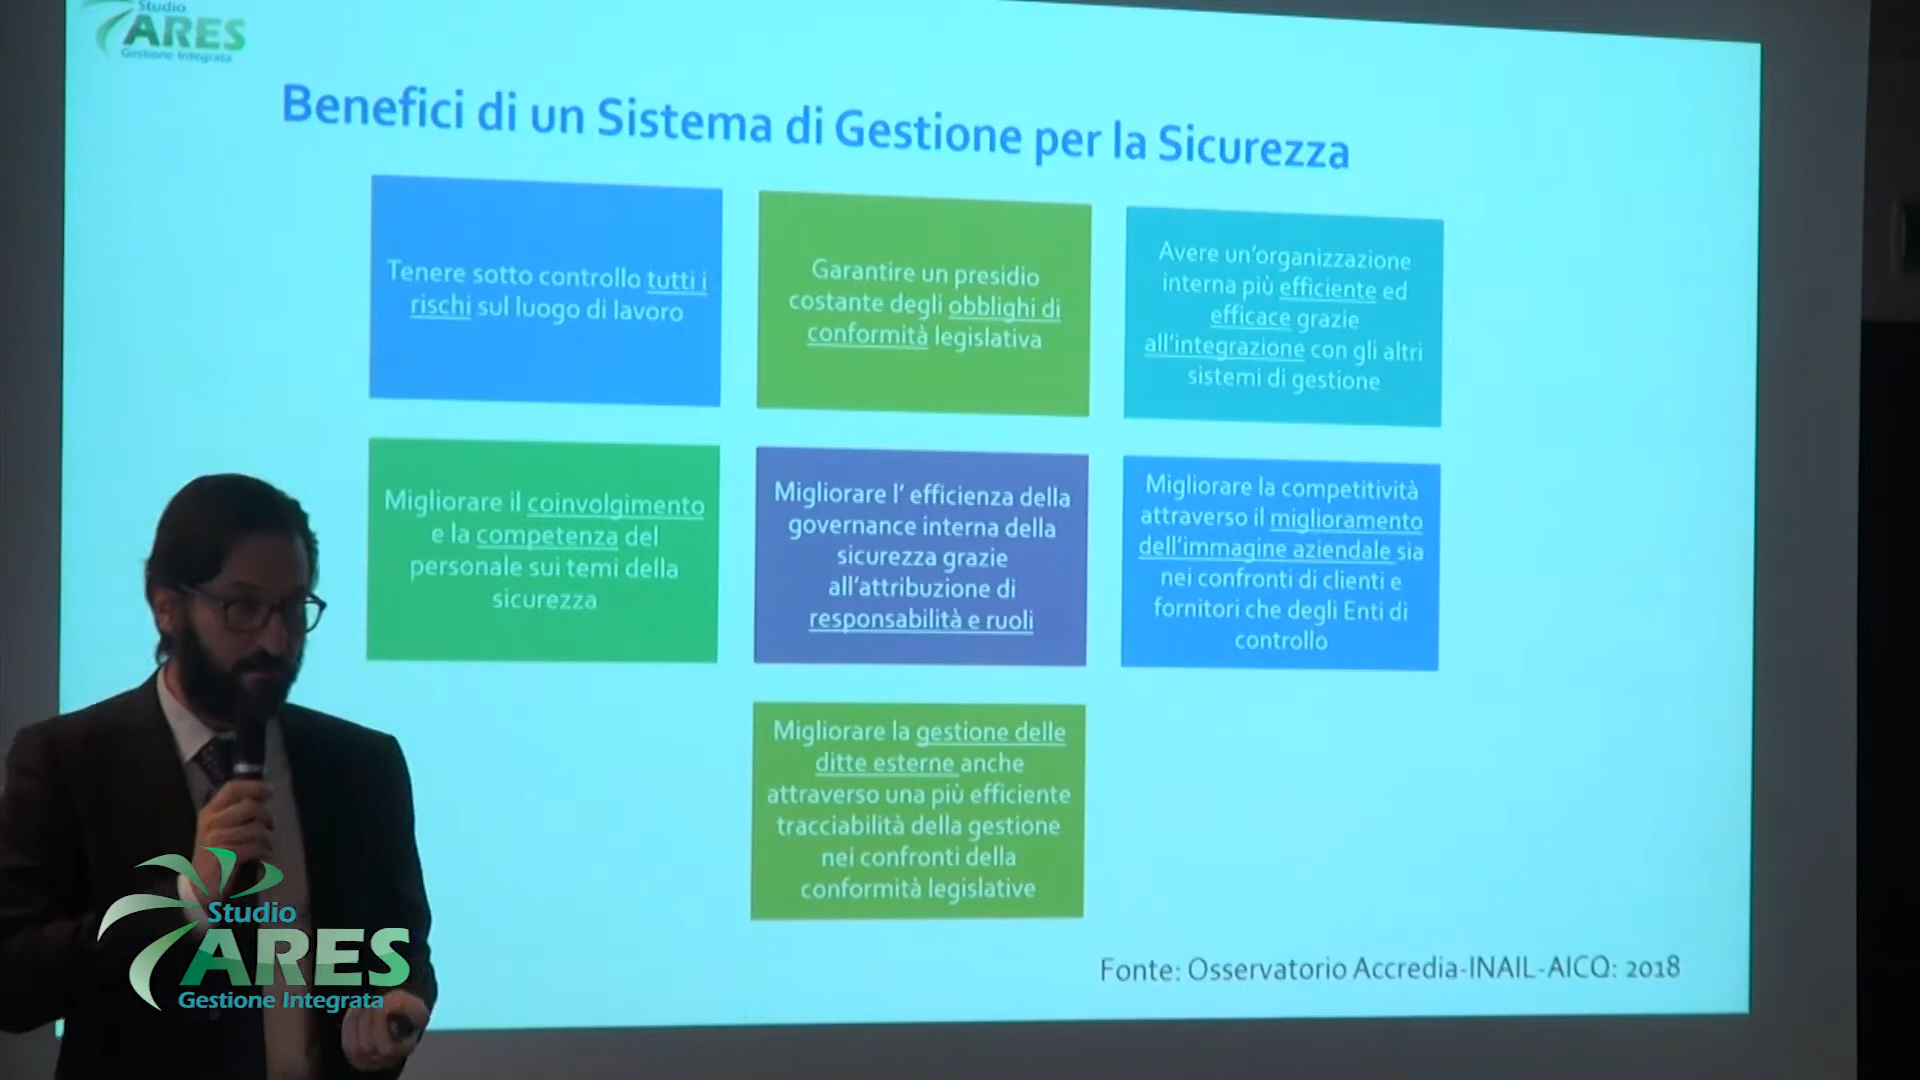 Studio
ARES
Gestione Integrata
Benefici di un Sistema di Gestione per la Sicurezza
Tenere sotto controllo tutti i
rischi sul luogo di lavoro
Garantire un presidio
costante degli obblighi di
conformità legislativa
Avere un'organizzazione
interna più efficiente ed
efficace grazie
all'integrazione con gli altri
sistemi di gestione
Migliorare il coinvolgimento
e la competenza del
personale sui temi della
sicurezza
Migliorare l' efficienza della
governance interna della
sicurezza grazie
all'attribuzione di
responsabilità e ruoli
Migliorare la competitività
attraverso il miglioramento
dell'immagine aziendale sia
nei confronti di clienti e
fornitori che degli Enti di
controllo
Migliorare la gestione delle
ditte esterne anche
attraverso una più efficiente
tracciabilità della gestione
nei confronti della
conformità legislative
Fonte: Osservatorio Accredia-INAIL-AICQ: 2018
Studio
ARES
Gestione Integrata